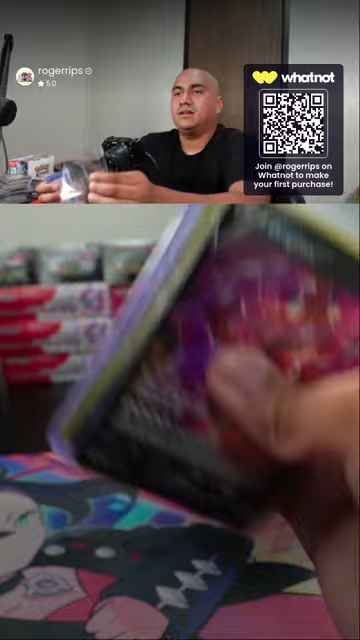 rogerrips
5.0
whatnot
Join @rogerrips on
Whatnot to make
your first purchase!